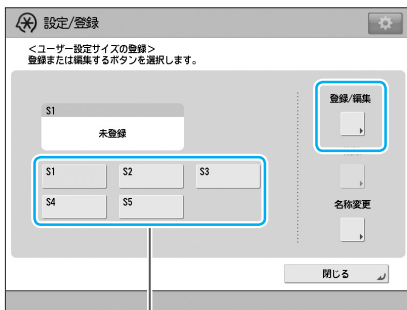 設定/登録
<ユーザー設定サイズの登録>
登録または編集するボタンを選択します。
S1
未登録
S1 S2 S3
S4 S5
登録/編集
名称変更
閉じる